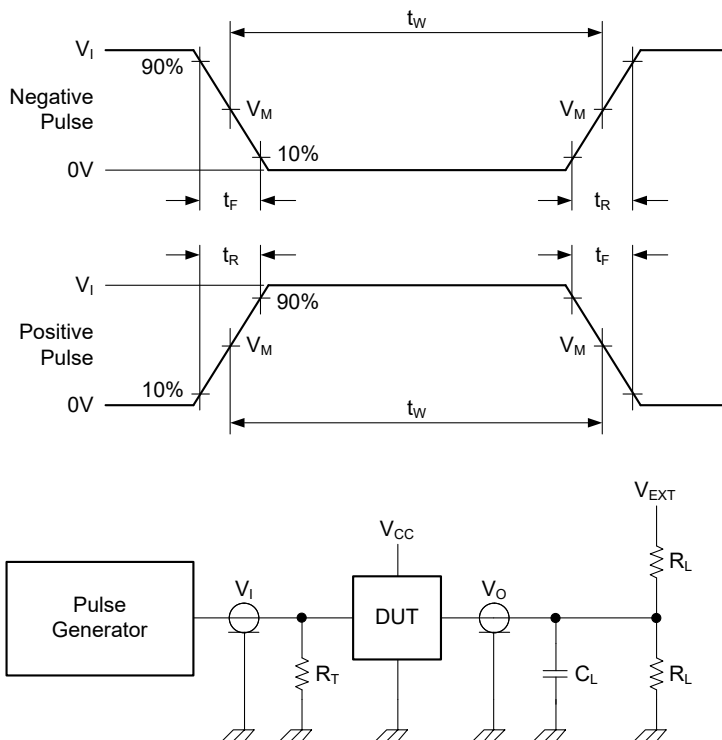 t_W
V_I
90%
Negative
Pulse
V_M
V_M
10%
0V
t_F
t_R
t_R
t_F
V_I
90%
Positive
Pulse
V_M
V_M
10%
0V
t_W
V_EXT
V_CC
R_L
V_I
V_O
Pulse
Generator
DUT
R_T
C_L
R_L